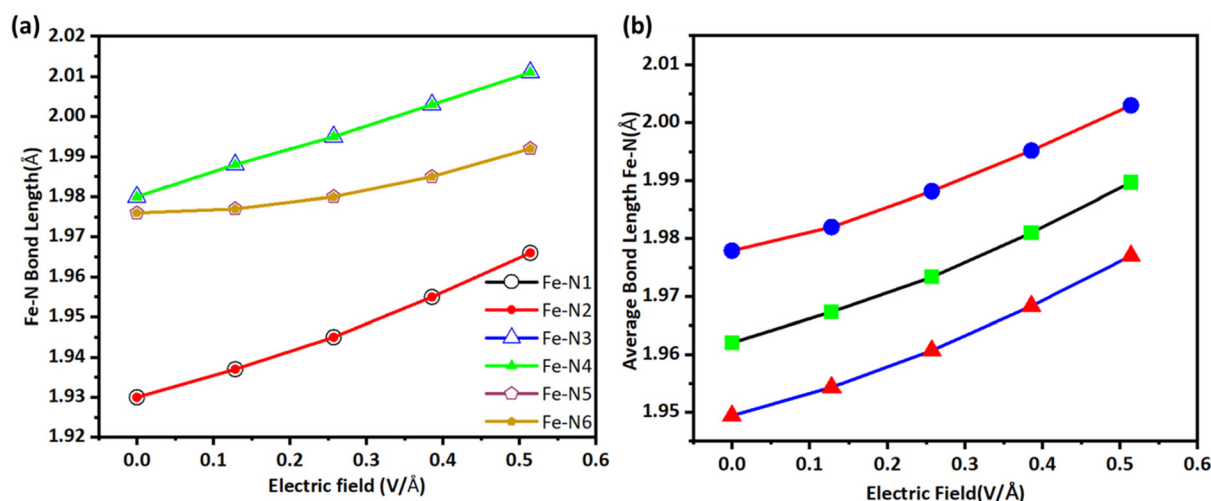 (a)
2.02
2.01
2.00
1.99
1.98
1.97
1.96
1.95
1.94
1.93
1.92
Fe-N Bond Length(Å)
Fe-N1
Fe-N2
Fe-N3
Fe-N4
Fe-N5
Fe-N6
0.0 0.1 0.2 0.3 0.4 0.5 0.6
Electric field (V/Å)
(b)
2.01
2.00
1.99
1.98
1.97
1.96
1.95
Average Bond Length Fe-N(Å)
0.0 0.1 0.2 0.3 0.4 0.5 0.6
Electric Field(V/Å)